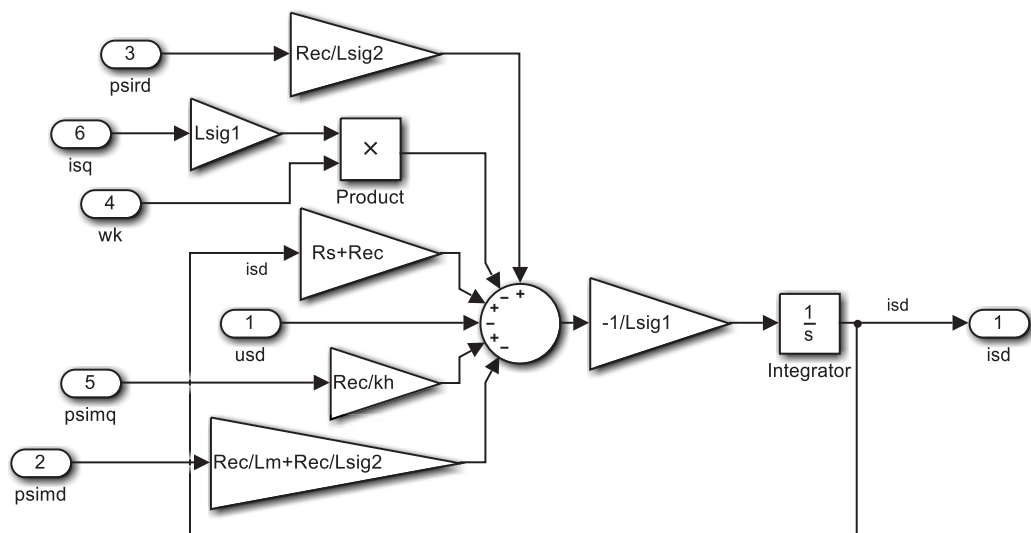 3
psird
Rec/Lsig2
6
isq
Lsig1
×
Product
4
wk
isd
Rs+Rec
+
−
+
−
+
−
1
usd
-1/Lsig1
1
s
Integrator
isd
1
isd
5
psimq
Rec/kh
2
psimd
Rec/Lm+Rec/Lsig2